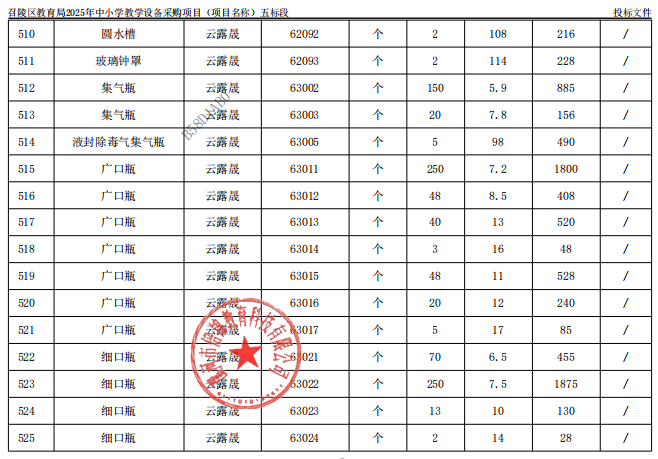 召陵区教育局2025年中小学教学设备采购项目（项目名称）五标段 投标文件
510 圆水槽 云露晟 62092 个 2 108 216 /
511 玻璃钟罩 云露晟 62093 个 2 114 228 /
512 集气瓶 云露晟 63002 个 150 5.9 885 /
513 集气瓶 云露晟 63003 个 20 7.8 156 /
514 液封除毒气集气瓶 云露晟 63005 个 5 98 490 /
515 广口瓶 云露晟 63011 个 250 7.2 1800 /
516 广口瓶 云露晟 63012 个 48 8.5 408 /
517 广口瓶 云露晟 63013 个 40 13 520 /
518 广口瓶 云露晟 63014 个 3 16 48 /
519 广口瓶 云露晟 63015 个 48 11 528 /
520 广口瓶 云露晟 63016 个 20 12 240 /
521 广口瓶 云露晟 63017 个 5 17 85 /
522 细口瓶 云露晟 63021 个 70 6.5 455 /
523 细口瓶 云露晟 63022 个 250 7.5 1875 /
524 细口瓶 云露晟 63023 个 13 10 130 /
525 细口瓶 云露晟 63024 个 2 14 28 /
教育科技有限公司